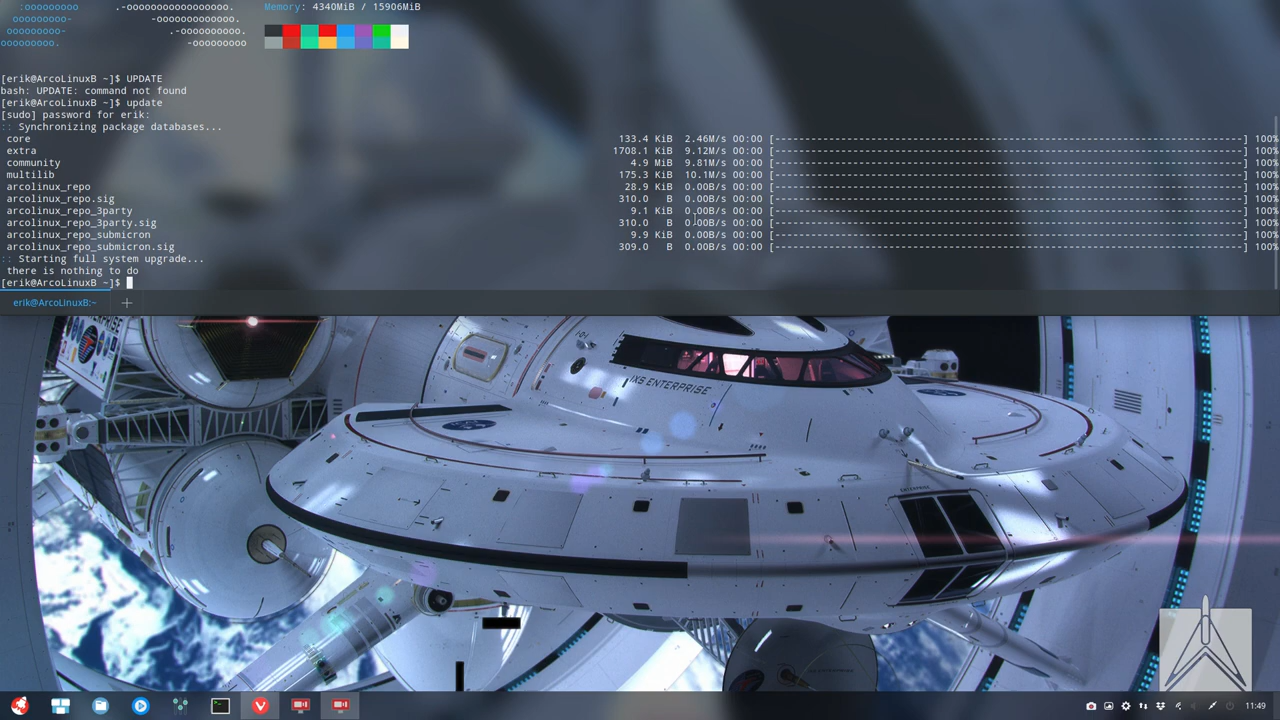 :ooooooooo .-ooooooooooooooooo. Memory: 4340MiB / 15906MiB
oooooooooo- -ooooooooooooooo.
ooooooooo- .-oooooooooo.
ooooooooo. -ooooooooo
[erik@ArcoLinuxB ~]$ UPDATE
bash: UPDATE: command not found
[erik@ArcoLinuxB ~]$ update
[sudo] password for erik:
:: Synchronizing package databases...
core 133.4 KiB 2.46M/s 00:00 [------------------------------------------------------------------------------] 100%
extra 1708.1 KiB 9.12M/s 00:00 [------------------------------------------------------------------------------] 100%
community 4.9 MiB 9.81M/s 00:00 [------------------------------------------------------------------------------] 100%
multilib 175.3 KiB 10.1M/s 00:00 [------------------------------------------------------------------------------] 100%
arcolinux_repo 28.9 KiB 0.00B/s 00:00 [------------------------------------------------------------------------------] 100%
arcolinux_repo.sig 310.0 B 0.00B/s 00:00 [------------------------------------------------------------------------------] 100%
arcolinux_repo_3party 9.1 KiB 0.00B/s 00:00 [------------------------------------------------------------------------------] 100%
arcolinux_repo_3party.sig 310.0 B 0.00B/s 00:00 [------------------------------------------------------------------------------] 100%
arcolinux_repo_submicron 9.9 KiB 0.00B/s 00:00 [------------------------------------------------------------------------------] 100%
arcolinux_repo_submicron.sig 309.0 B 0.00B/s 00:00 [------------------------------------------------------------------------------] 100%
:: Starting full system upgrade...
there is nothing to do
[erik@ArcoLinuxB ~]$
erik@ArcoLinuxB:~
IXS ENTERPRISE
ENTERPRISE
11:49